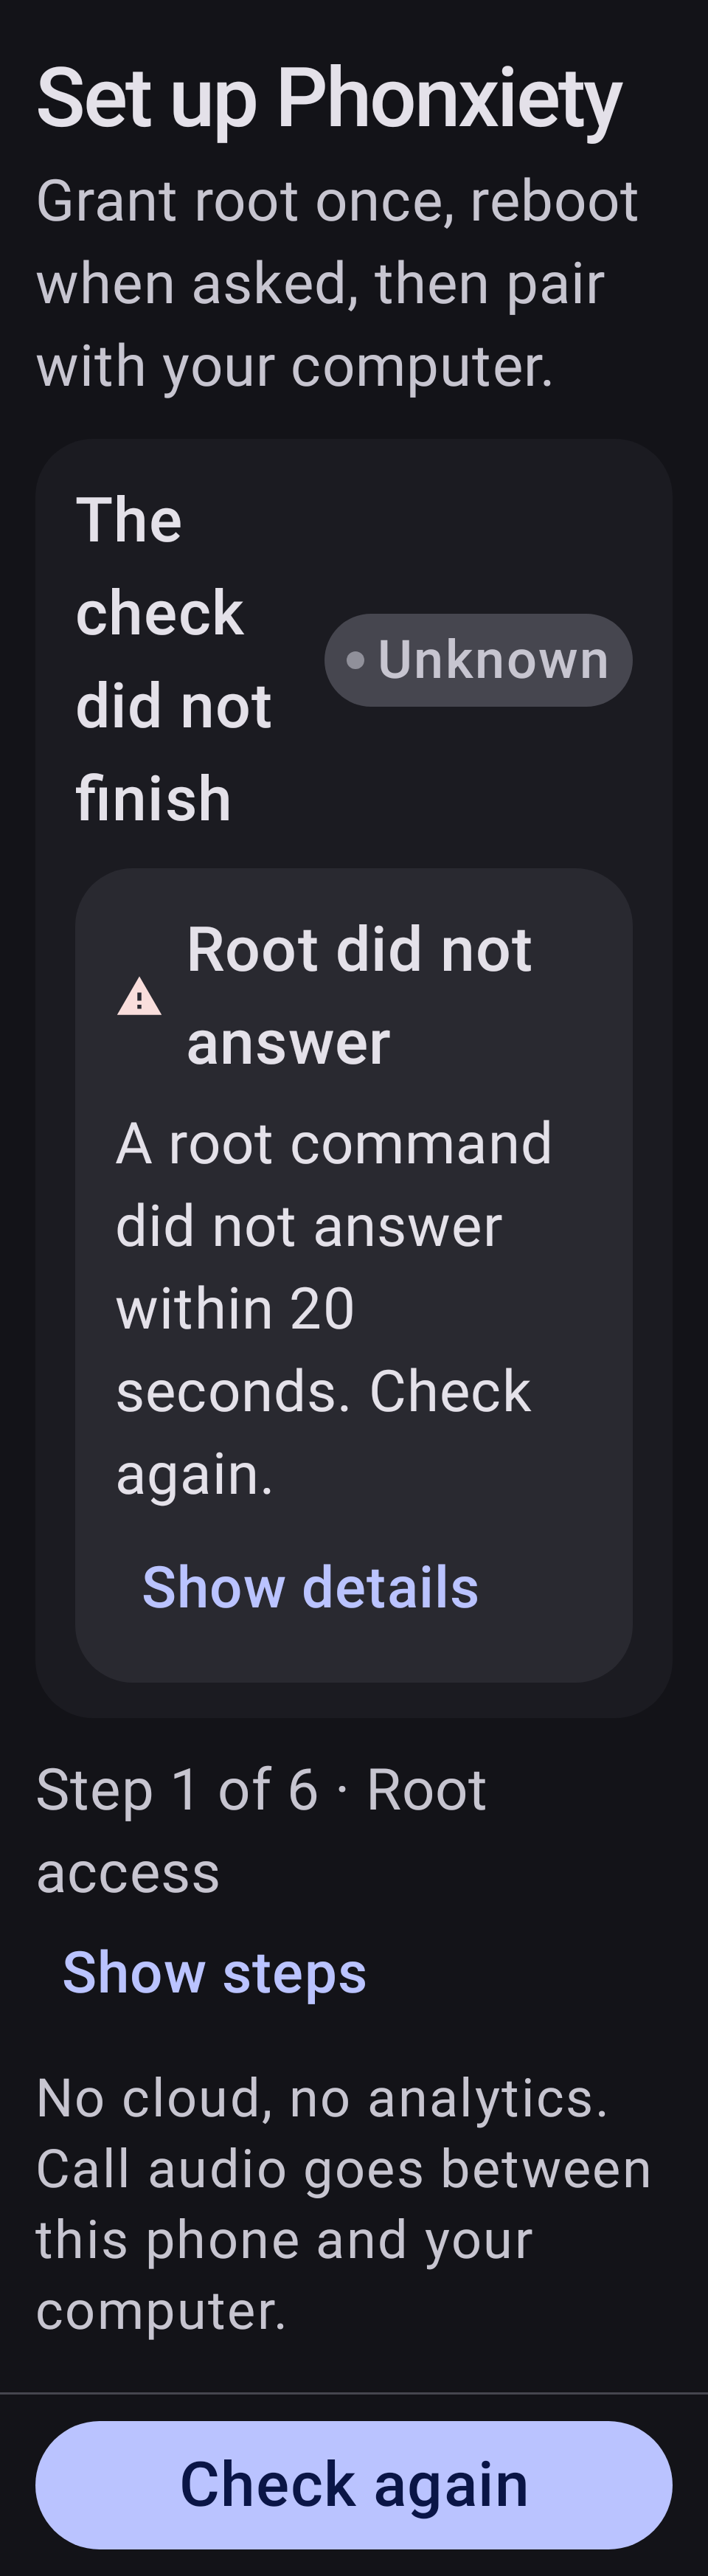 Set up Phonxiety
Grant root once, reboot
when asked, then pair
with your computer.
The
check
did not
finish
Unknown
Root did not
answer
A root command
did not answer
within 20
seconds. Check
again.
Show details
Step 1 of 6 · Root
access
Show steps
No cloud, no analytics.
Call audio goes between
this phone and your
computer.
Check again